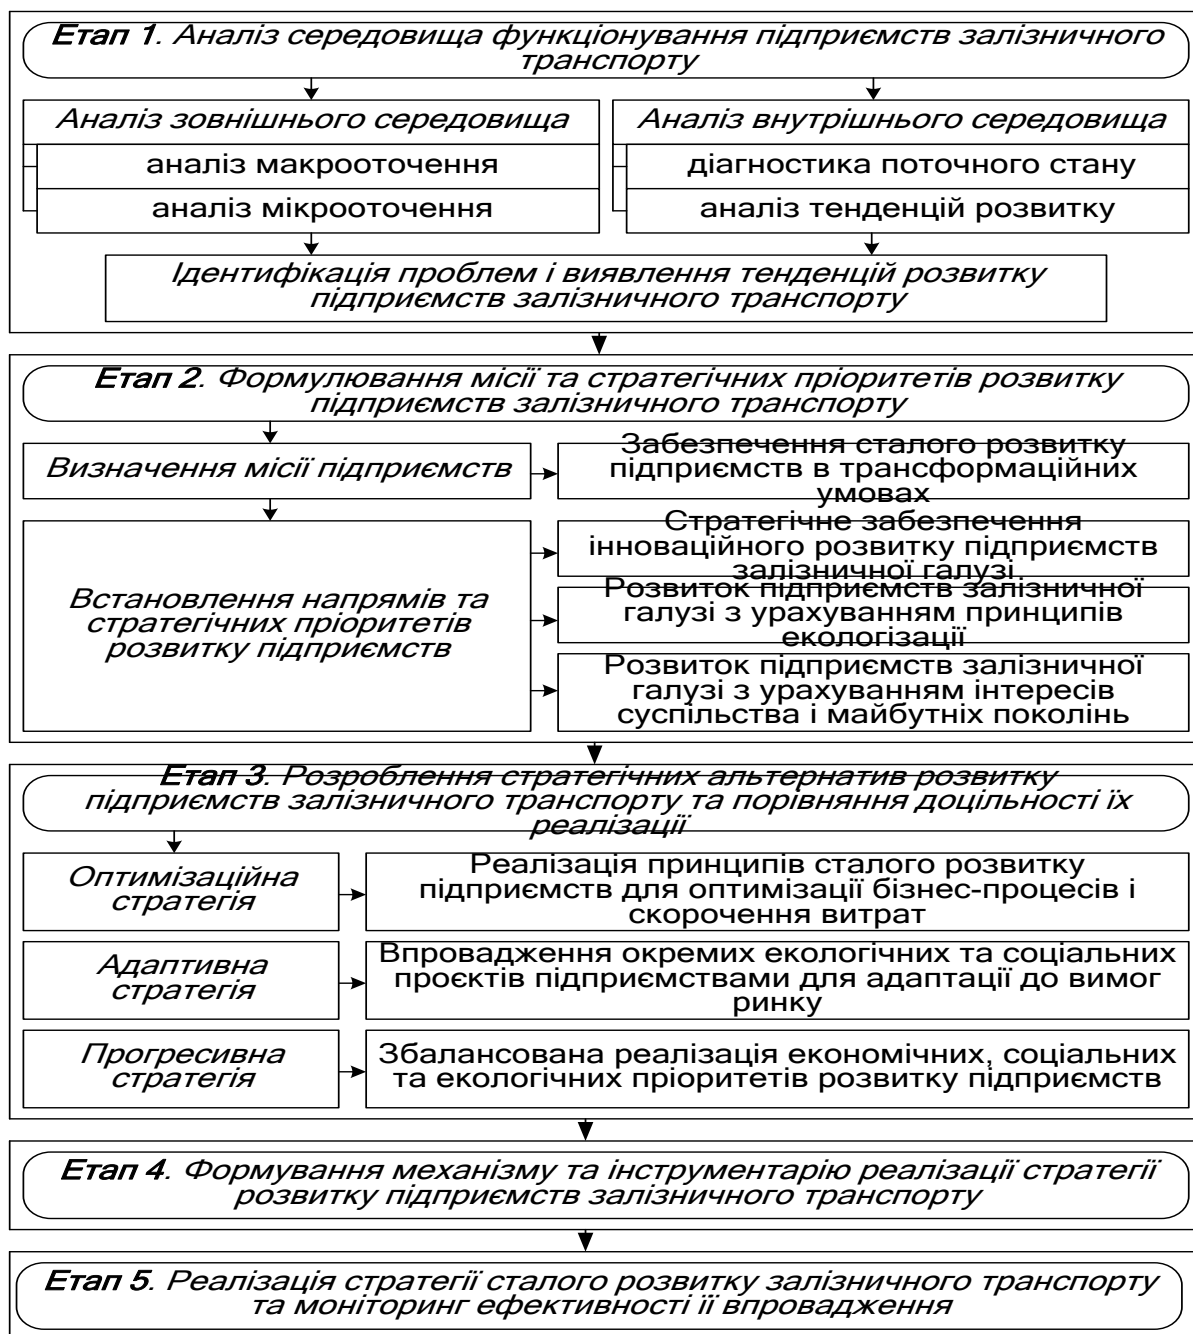 Етап 1. Аналіз середовища функціонування підприємств залізничного
транспорту
Аналіз зовнішнього середовища
аналіз макрооточення
аналіз мікрооточення
Аналіз внутрішнього середовища
діагностика поточного стану
аналіз тенденцій розвитку
Ідентифікація проблем і виявлення тенденцій розвитку
підприємств залізничного транспорту
Етап 2. Формулювання місії та стратегічних пріоритетів розвитку
підприємств залізничного транспорту
Визначення місії підприємств
Забезпечення сталого розвитку
підприємств в трансформаційних
умовах
Встановлення напрямів та
стратегічних пріоритетів
розвитку підприємств
Стратегічне забезпечення
інноваційного розвитку підприємств
залізничної галузі
Розвиток підприємств залізничної
галузі з урахуванням принципів
екологізації
Розвиток підприємств залізничної
галузі з урахуванням інтересів
суспільства і майбутніх поколінь
Етап 3. Розроблення стратегічних альтернатив розвитку
підприємств залізничного транспорту та порівняння доцільності їх
реалізації
Оптимізаційна
стратегія
Реалізація принципів сталого розвитку
підприємств для оптимізації бізнес-процесів і
скорочення витрат
Адаптивна
стратегія
Впровадження окремих екологічних та соціальних
проєктів підприємствами для адаптації до вимог
ринку
Прогресивна
стратегія
Збалансована реалізація економічних, соціальних
та екологічних пріоритетів розвитку підприємств
Етап 4. Формування механізму та інструментарію реалізації стратегії
розвитку підприємств залізничного транспорту
Етап 5. Реалізація стратегії сталого розвитку залізничного транспорту
та моніторинг ефективності її впровадження